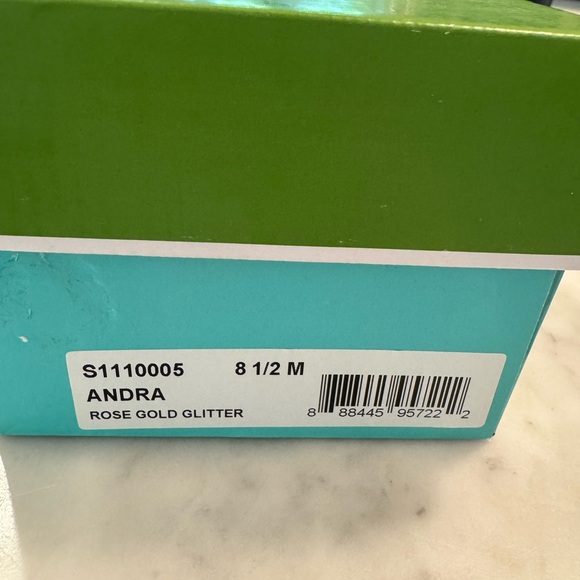 S1110005 8 1/2 M
ANDRA
ROSE GOLD GLITTER
8 88445 95722 2